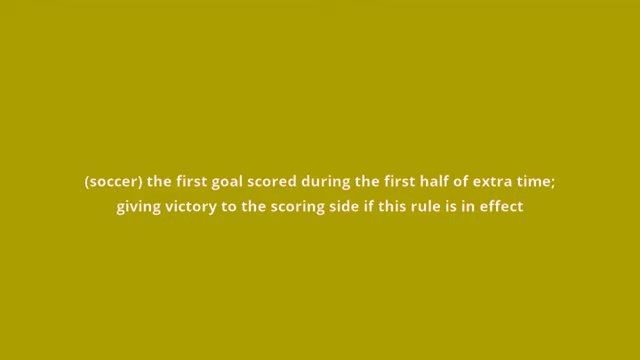 (soccer) the first goal scored during the first half of extra time;
giving victory to the scoring side if this rule is in effect